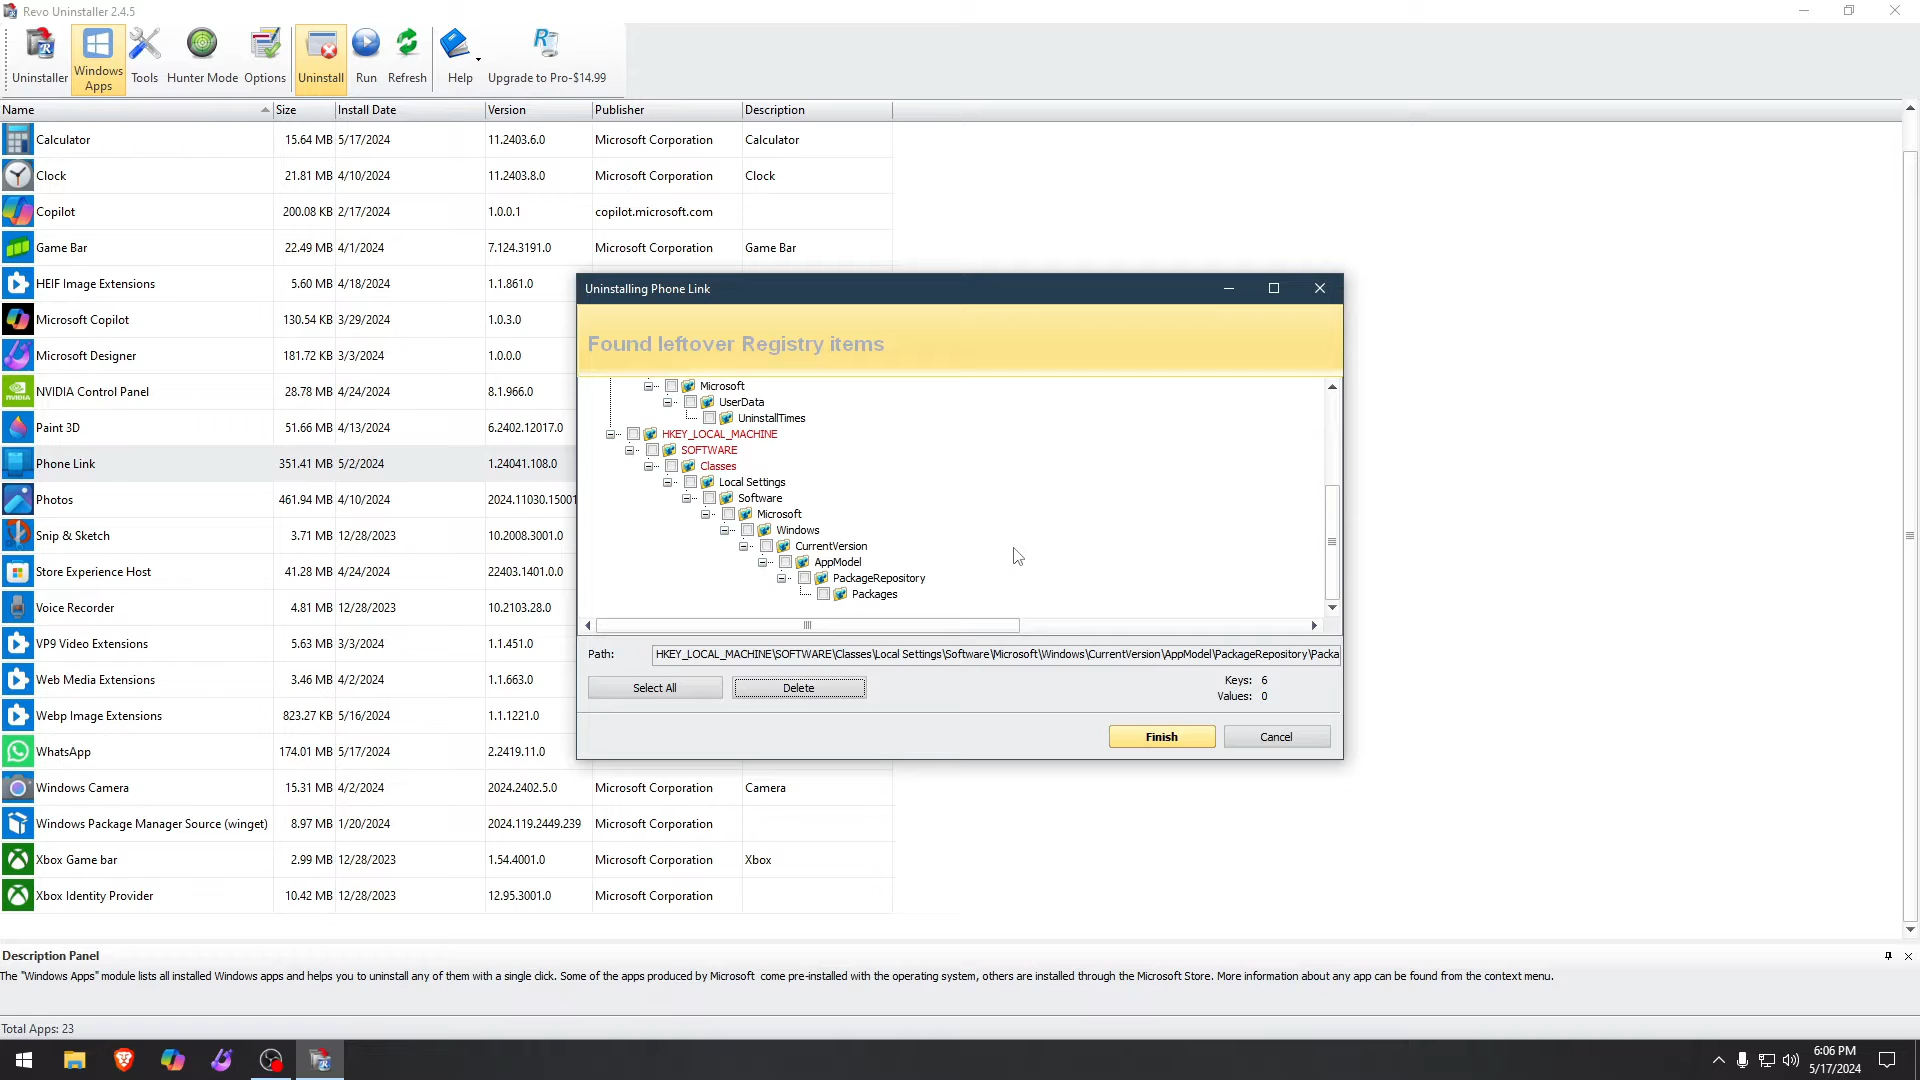 Revo Uninstaller 2.4.5
Uninstaller
Windows Apps
Tools
Hunter Mode
Options
Uninstall
Run
Refresh
Help
Upgrade to Pro-$14.99
Name Size Install Date Version Publisher Description
Calculator 15.64 MB 5/17/2024 11.2403.6.0 Microsoft Corporation Calculator
Clock 21.81 MB 4/10/2024 11.2403.8.0 Microsoft Corporation Clock
Copilot 200.08 KB 2/17/2024 1.0.0.1 copilot.microsoft.com
Game Bar 22.49 MB 4/1/2024 7.124.3191.0 Microsoft Corporation Game Bar
HEIF Image Extensions 5.60 MB 4/18/2024 1.1.861.0
Microsoft Copilot 130.54 KB 3/29/2024 1.0.3.0
Microsoft Designer 181.72 KB 3/3/2024 1.0.0.0
NVIDIA Control Panel 28.78 MB 4/24/2024 8.1.966.0
Paint 3D 51.66 MB 4/13/2024 6.2402.12017.0
Phone Link 351.41 MB 5/2/2024 1.24041.108.0
Photos 461.94 MB 4/10/2024 2024.11030.15001
Snip & Sketch 3.71 MB 12/28/2023 10.2008.3001.0
Store Experience Host 41.28 MB 4/24/2024 22403.1401.0.0
Voice Recorder 4.81 MB 12/28/2023 10.2103.28.0
VP9 Video Extensions 5.63 MB 3/3/2024 1.1.451.0
Web Media Extensions 3.46 MB 4/2/2024 1.1.663.0
Webp Image Extensions 823.27 KB 5/16/2024 1.1.1221.0
WhatsApp 174.01 MB 5/17/2024 2.2419.11.0
Windows Camera 15.31 MB 4/2/2024 2024.2402.5.0 Microsoft Corporation Camera
Windows Package Manager Source (winget) 8.97 MB 1/20/2024 2024.119.2449.239 Microsoft Corporation
Xbox Game bar 2.99 MB 12/28/2023 1.54.4001.0 Microsoft Corporation Xbox
Xbox Identity Provider 10.42 MB 12/28/2023 12.95.3001.0 Microsoft Corporation
Uninstalling Phone Link
Found leftover Registry items
Microsoft
UserData
UninstallTimes
HKEY_LOCAL_MACHINE
SOFTWARE
Classes
Local Settings
Software
Microsoft
Windows
CurrentVersion
AppModel
PackageRepository
Packages
Path: HKEY_LOCAL_MACHINE\SOFTWARE\Classes\Local Settings\Software\Microsoft\Windows\CurrentVersion\AppModel\PackageRepository\Packa
Select All
Delete
Keys: 6
Values: 0
Finish
Cancel
Description Panel
The "Windows Apps" module lists all installed Windows apps and helps you to uninstall any of them with a single click. Some of the apps produced by Microsoft come pre-installed with the operating system, others are installed through the Microsoft Store. More information about any app can be found from the context menu.
Total Apps: 23
6:06 PM
5/17/2024